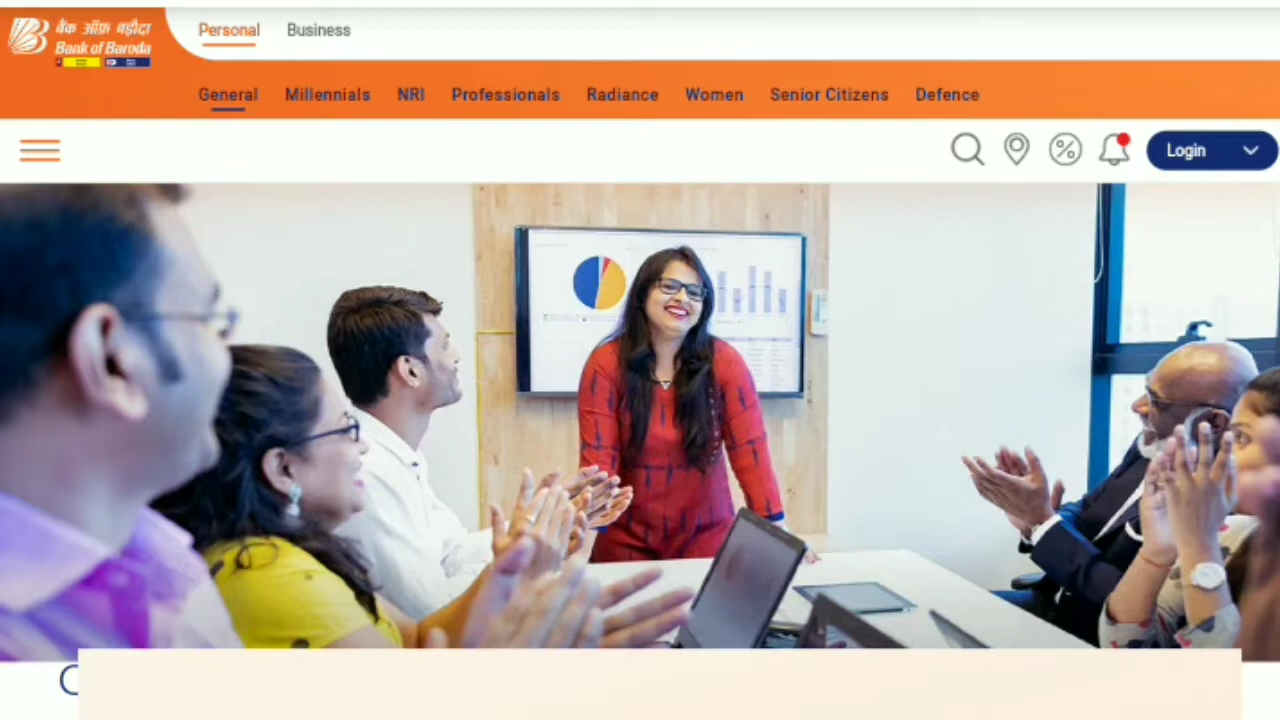 बैंक ऑफ़ बड़ौदा
Bank of Baroda
Personal Business
General Millennials NRI Professionals Radiance Women Senior Citizens Defence
Login